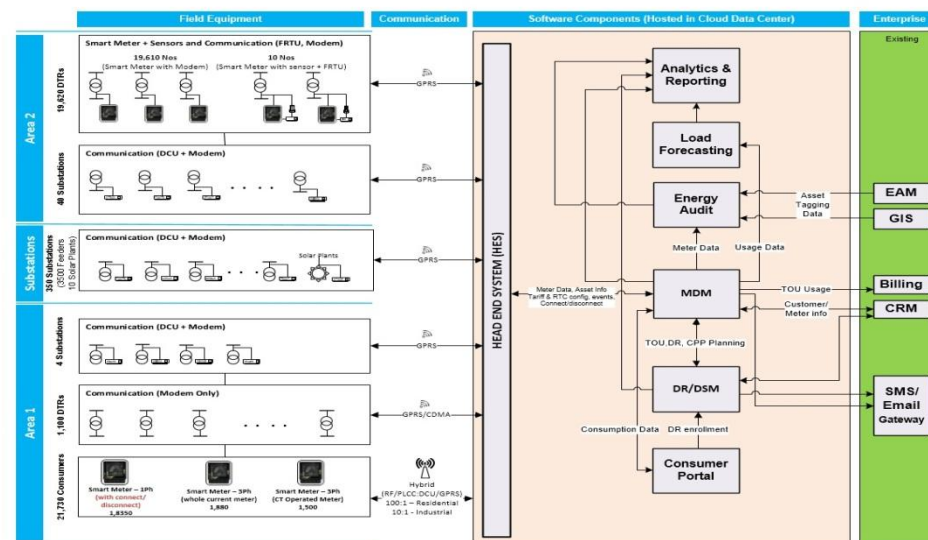 Field Equipment
Communication
Software Components (Hosted in Cloud Data Center)
Enterprise
Area 2
19,620 DTRs
Smart Meter + Sensors and Communication (FRTU, Modem)
19,610 Nos
(Smart Meter with Modem)
10 Nos
(Smart Meter with sensor + FRTU)
GPRS
40 Substations
Communication (DCU + Modem)
GPRS
Substations
350 Substations
(3500 Feeders
10 Solar Plants)
Communication (DCU + Modem)
Solar Plants
GPRS
Area 1
4 Substations
Communication (DCU + Modem)
GPRS
1,100 DTRs
Communication (Modem Only)
GPRS/CDMA
21,730 Consumers
Smart Meter – 1Ph
(with connect/
disconnect)
1,8350
Smart Meter – 3Ph
(whole current meter)
1,880
Smart Meter – 3Ph
(CT Operated Meter)
1,500
Hybrid
(RF/PLCC:DCU/GPRS)
100:1 – Residential
10:1 - Industrial
HEAD END SYSTEM (HES)
Analytics &
Reporting
Load
Forecasting
Energy
Audit
Meter Data
Usage Data
Meter Data, Asset Info
Tariff & RTC config, events,
Connect/disconnect
MDM
TOU,DR, CPP Planning
DR/DSM
Consumption Data
DR enrollment
Consumer
Portal
Asset
Tagging
Data
TOU Usage
Customer/
Meter info
Existing
EAM
GIS
Billing
CRM
SMS/
Email
Gateway